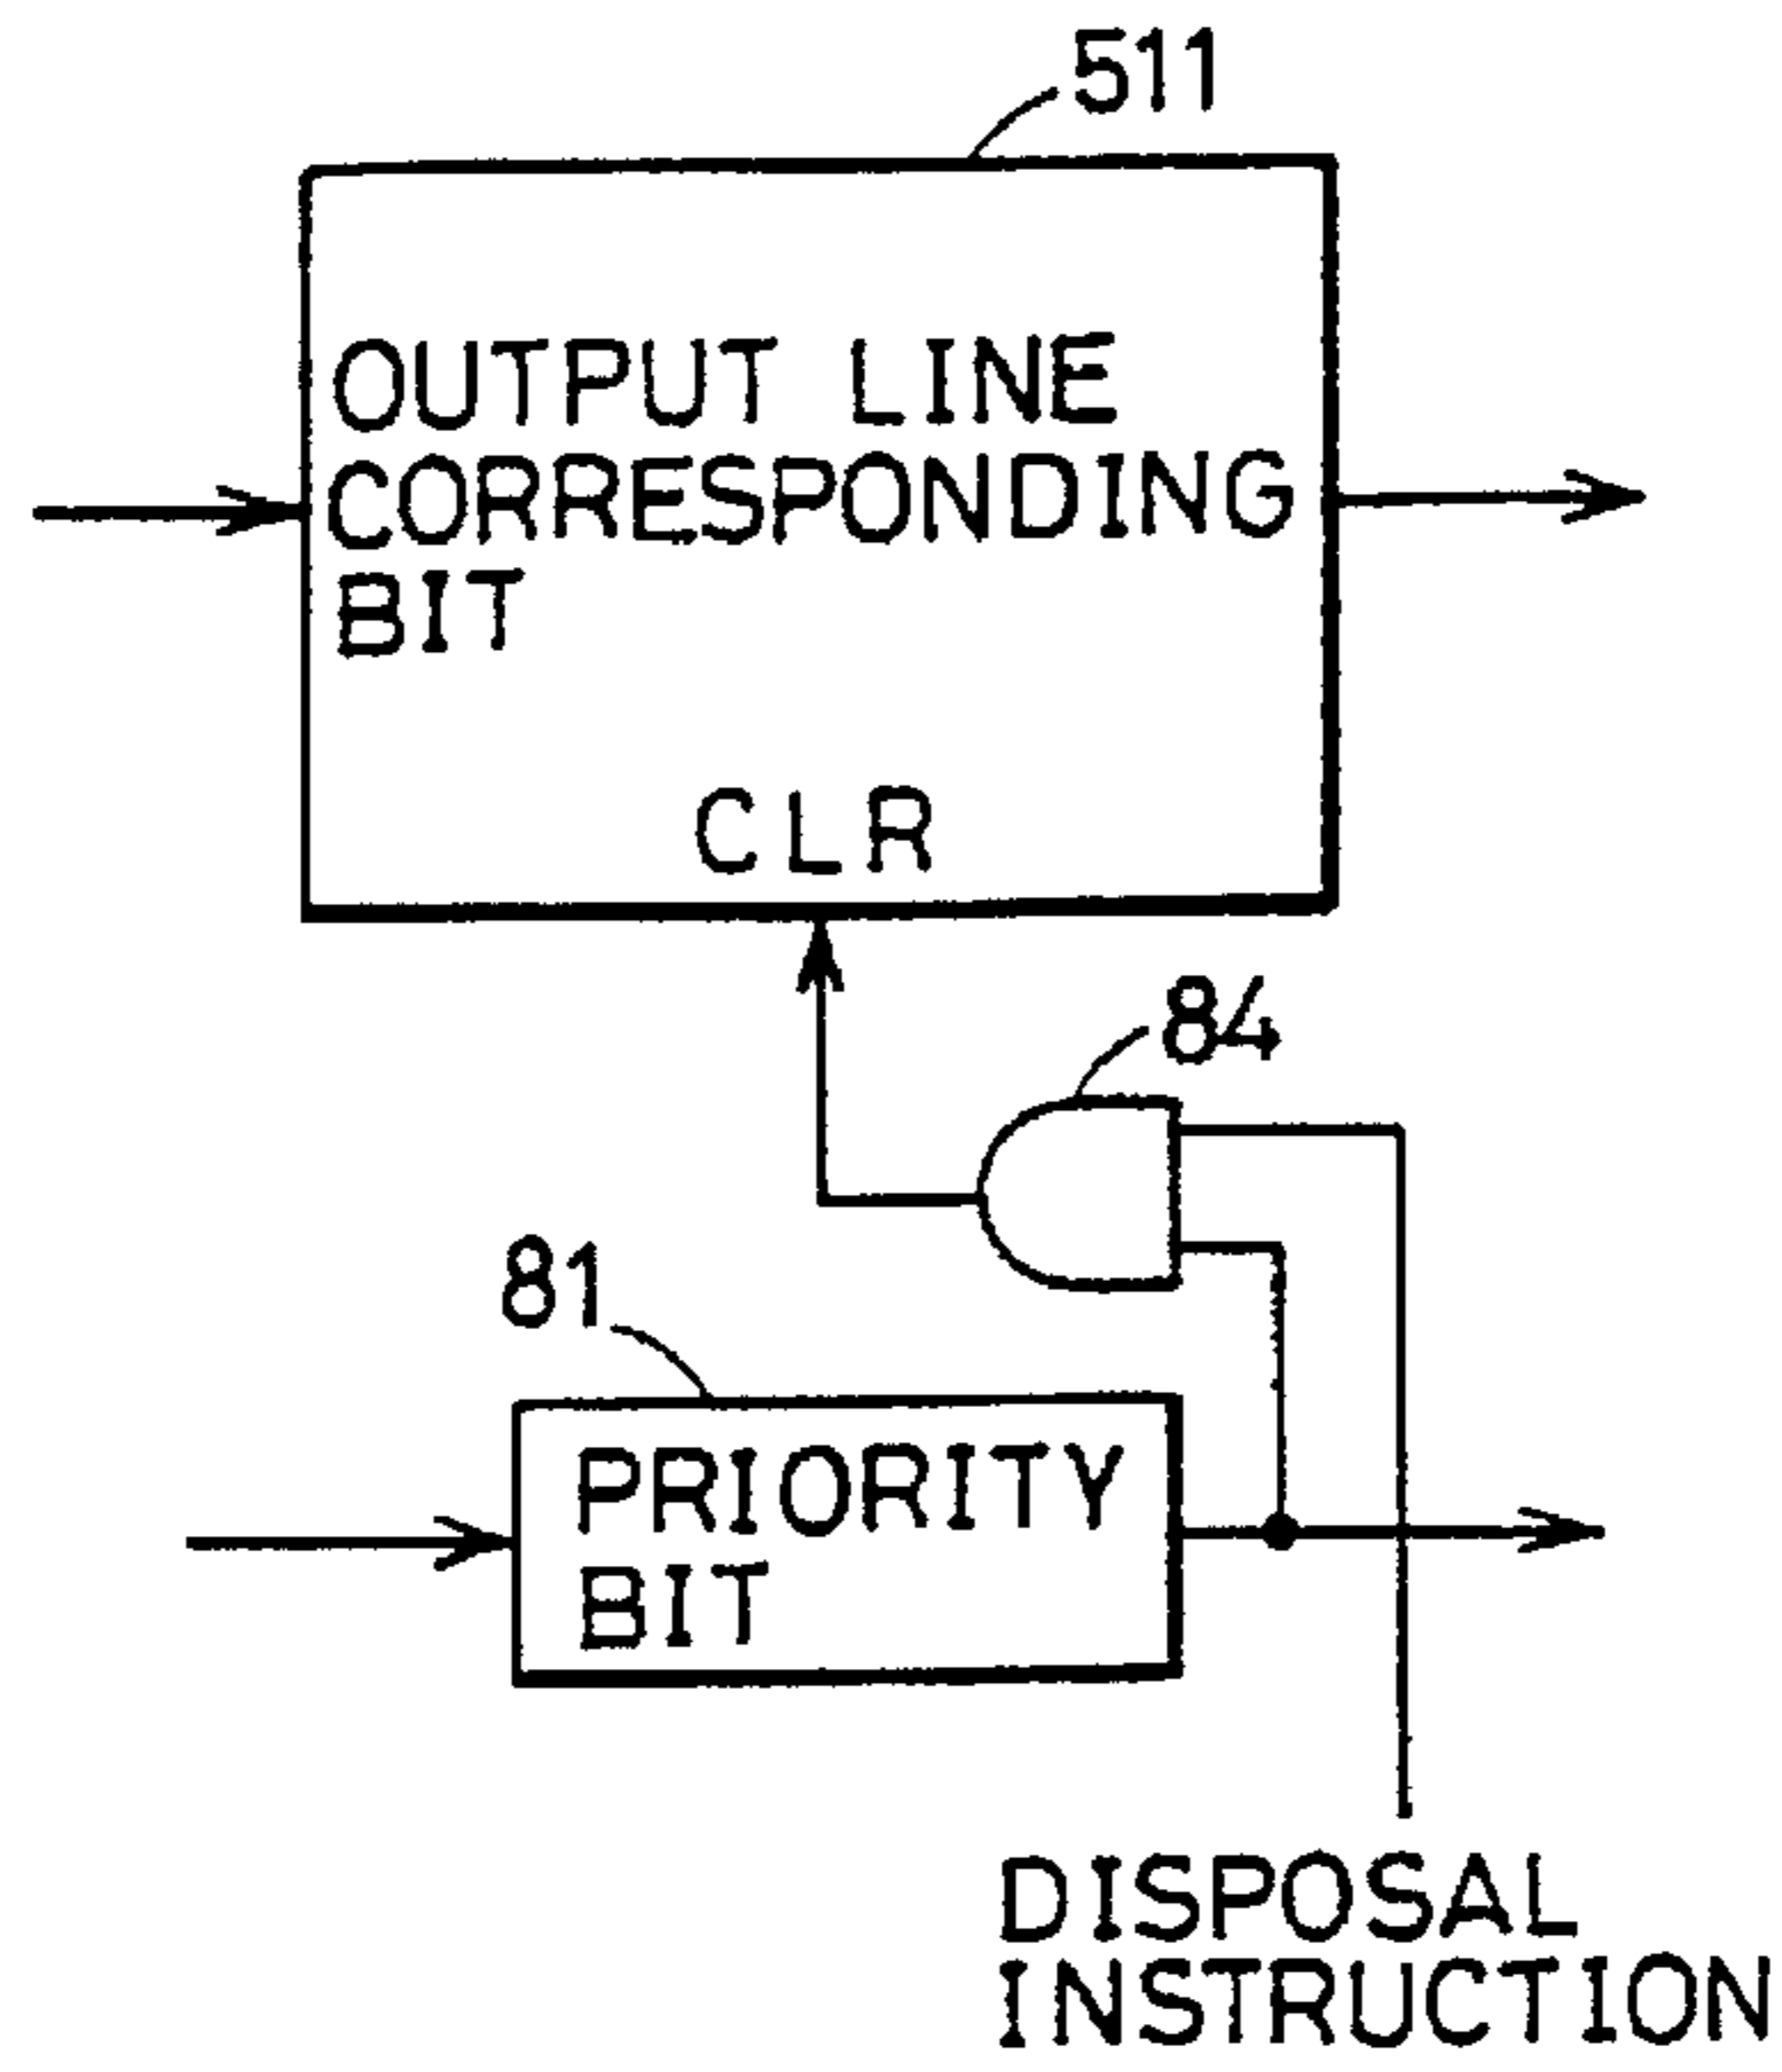 511
OUTPUT LINE
CORRESPONDING
BIT
CLR
84
81
PRIORITY
BIT
DISPOSAL
INSTRUCTION